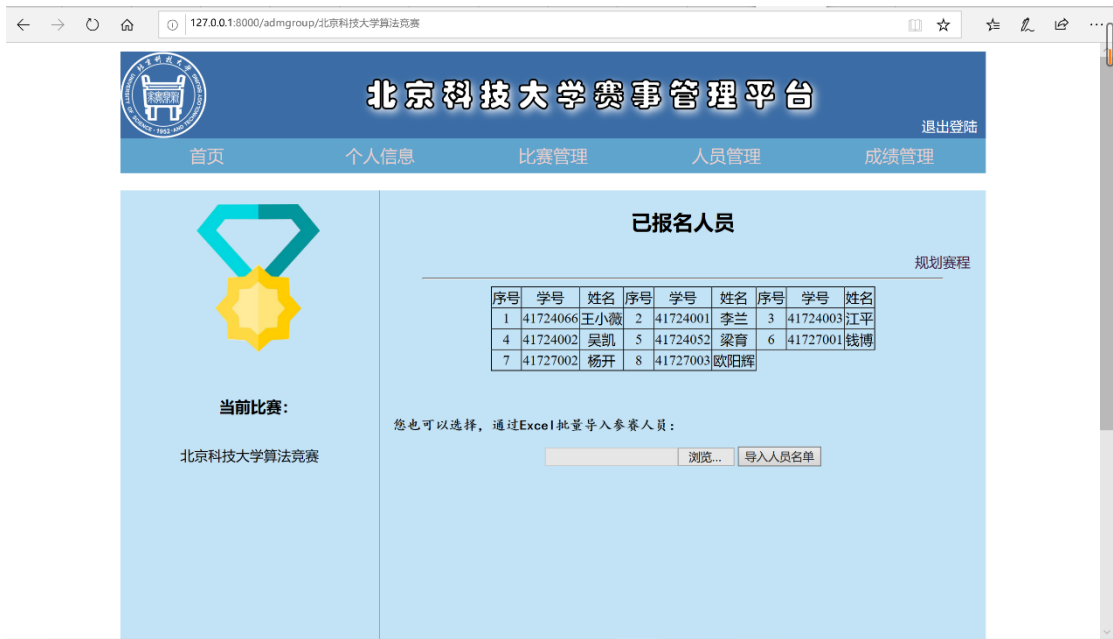 127.0.0.1:8000/admgroup/北京科技大学算法竞赛
北京科技大学赛事管理平台
退出登陆
首页 个人信息 比赛管理 人员管理 成绩管理
已报名人员
规划赛程
序号 学号 姓名 序号 学号 姓名 序号 学号 姓名
1 41724066 王小薇 2 41724001 李兰 3 41724003 江平
4 41724002 吴凯 5 41724052 梁育 6 41727001 钱博
7 41727002 杨开 8 41727003 欧阳辉
当前比赛：
北京科技大学算法竞赛
您也可以选择，通过Excel批量导入参赛人员：
浏览... 导入人员名单